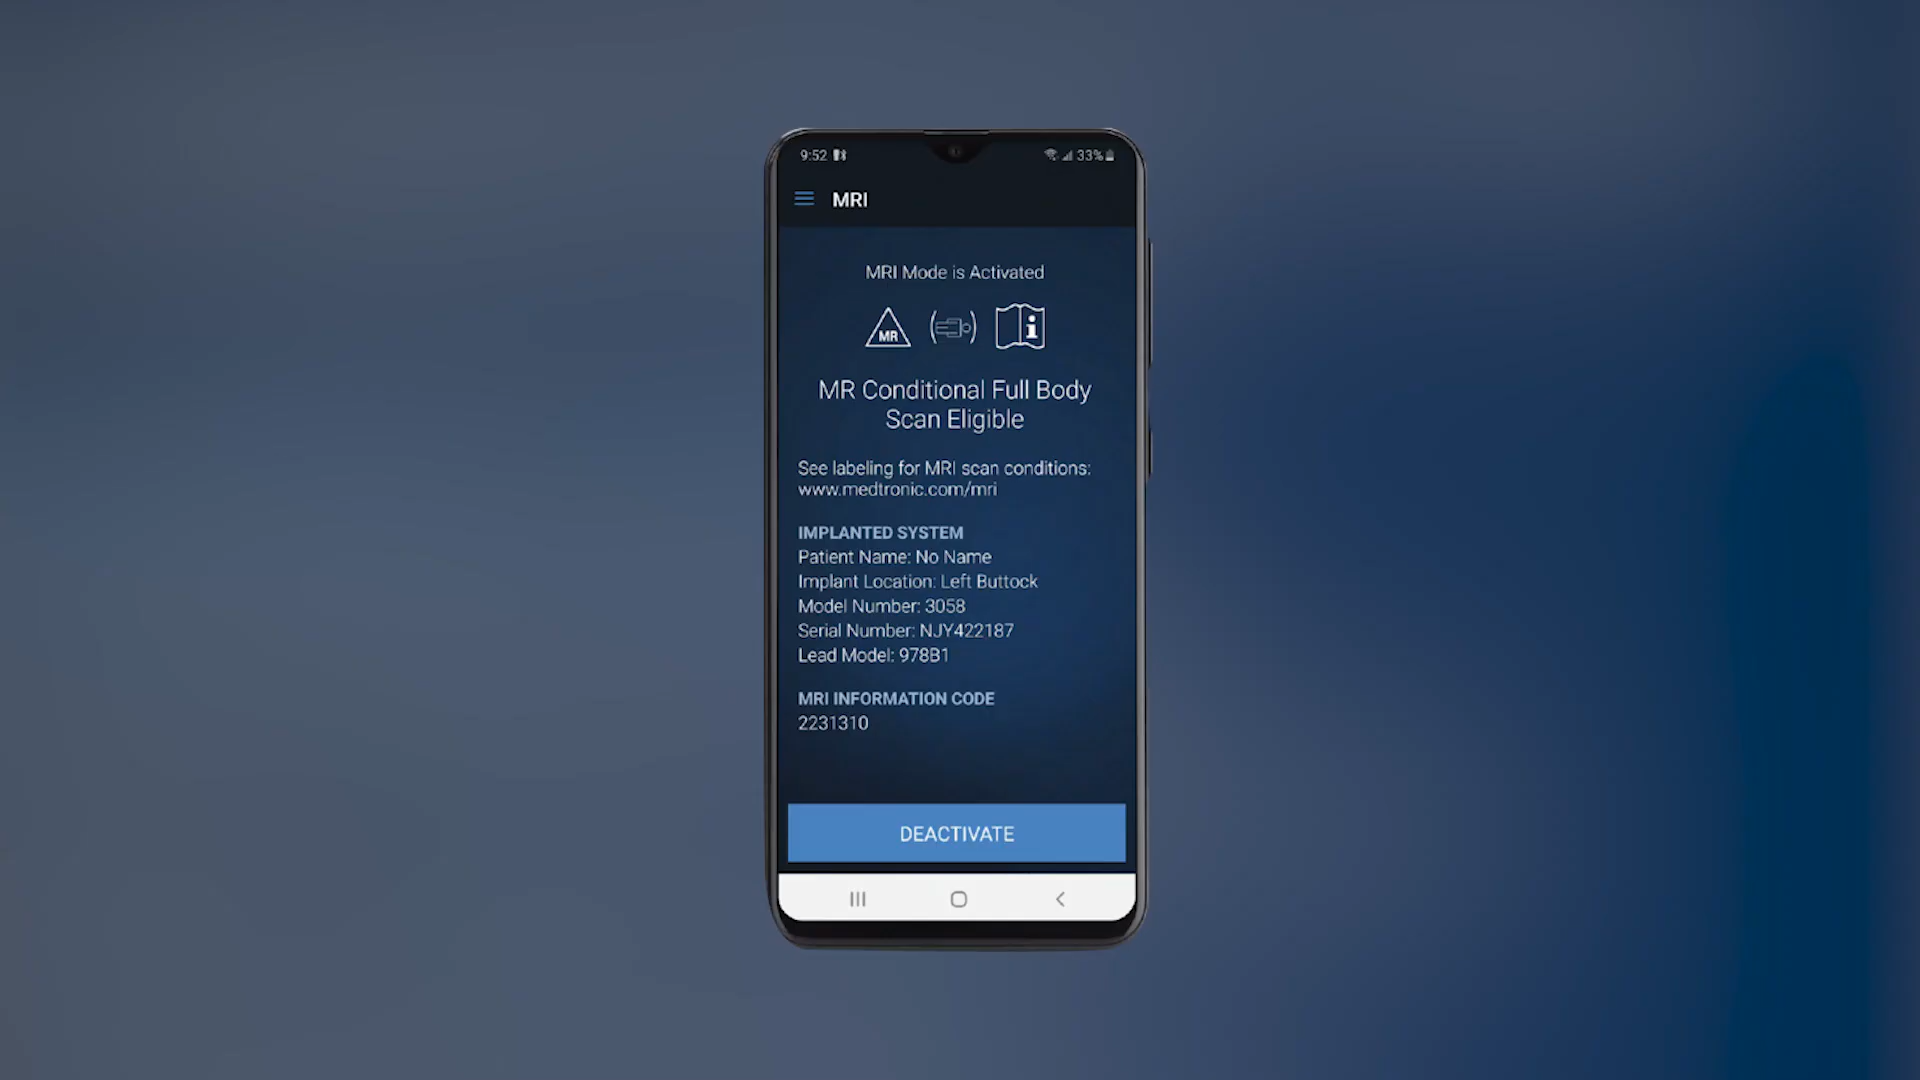 9:52
33%
MRI
MRI Mode is Activated
MR
MR Conditional Full Body
Scan Eligible
See labeling for MRI scan conditions:
www.medtronic.com/mri
IMPLANTED SYSTEM
Patient Name: No Name
Implant Location: Left Buttock
Model Number: 3058
Serial Number: NJY422187
Lead Model: 978B1
MRI INFORMATION CODE
2231310
DEACTIVATE